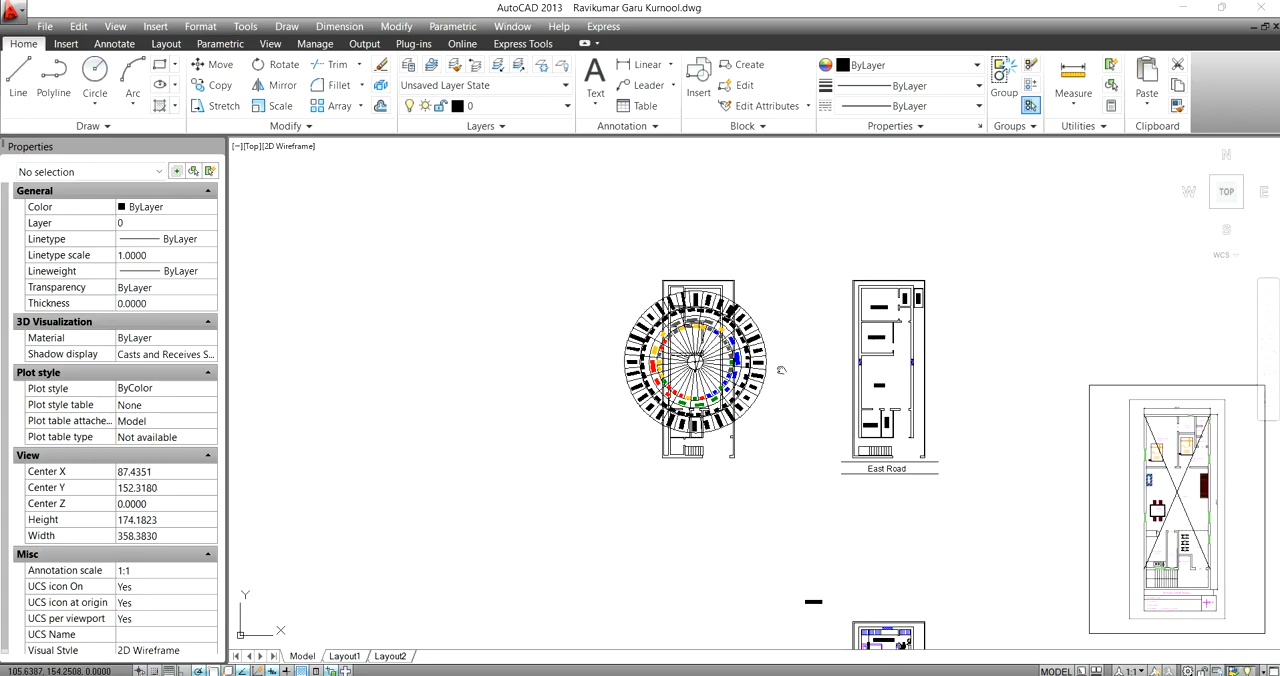 AutoCAD 2013 Ravikumar Garu Kurnool.dwg
File Edit View Insert Format Tools Draw Dimension Modify Parametric Window Help Express
Home Insert Annotate Layout Parametric View Manage Output Plug-ins Online Express Tools
Line Polyline Circle Arc
Move Rotate Trim
Copy Mirror Fillet
Stretch Scale Array
Unsaved Layer State
0
Text
Linear
Leader
Table
Insert
Create
Edit
Edit Attributes
ByLayer
ByLayer
ByLayer
Group
Measure
Paste
Draw Modify Layers Annotation Block Properties Groups Utilities Clipboard
Properties
No selection
General
Color ByLayer
Layer 0
Linetype ByLayer
Linetype scale 1.0000
Lineweight ByLayer
Transparency ByLayer
Thickness 0.0000
3D Visualization
Material ByLayer
Shadow display Casts and Receives S...
Plot style
Plot style ByColor
Plot style table None
Plot table attache... Model
Plot table type Not available
View
Center X 87.4351
Center Y 152.3180
Center Z 0.0000
Height 174.1823
Width 358.3830
Misc
Annotation scale 1:1
UCS icon On Yes
UCS icon at origin Yes
UCS per viewport Yes
UCS Name
Visual Style 2D Wireframe
[−][Top][2D Wireframe]
N
W TOP E
S
WCS
East Road
Y
X
Model Layout1 Layout2
105.6387, 154.2508, 0.0000
MODEL 1:1